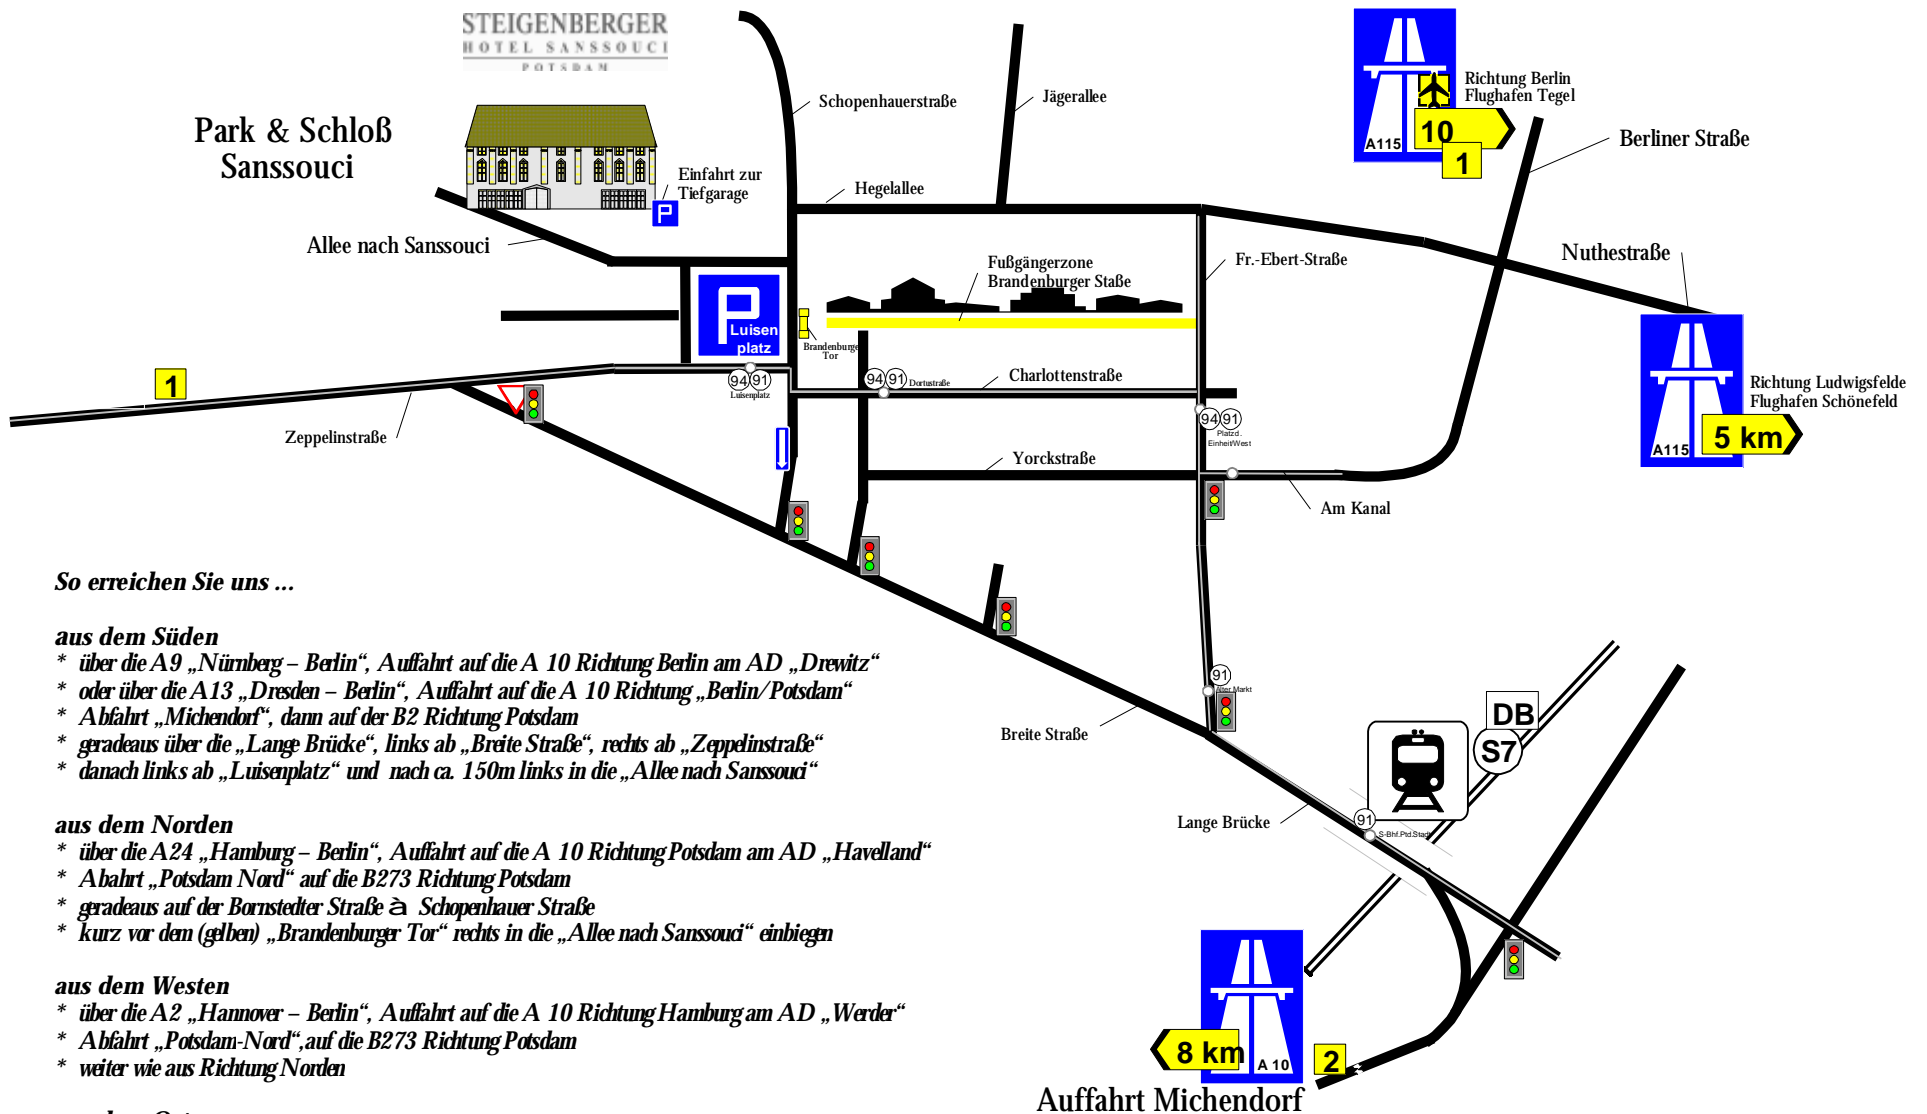 STEIGENBERGER
HOTEL SANSSOUCI
POTSDAM
Park & Schloß
Sanssouci
Einfahrt zur
Tiefgarage
Allee nach Sanssouci
Schopenhauerstraße
Jägerallee
Hegelallee
A115
10
1
Richtung Berlin
Flughafen Tegel
Berliner Straße
Nuthestraße
Fr.-Ebert-Straße
Fußgängerzone
Brandenburger Staße
P
P
Luisen
platz
Brandenburger
Tor
1
Zeppelinstraße
94 91
Luisenplatz
94 91
Dortustraße
Charlottenstraße
94 91
Platz d.
Einheit/West
Yorckstraße
Am Kanal
Richtung Ludwigsfelde
Flughafen Schönefeld
A115
5 km
91
Alter Markt
Breite Straße
DB
S7
Lange Brücke
91
S-Bhf.Ptd.Stadt
8 km
A 10
2
Auffahrt Michendorf
So erreichen Sie uns ...
aus dem Süden
* über die A9 „Nürnberg – Berlin“, Auffahrt auf die A 10 Richtung Berlin am AD „Drewitz“
* oder über die A13 „Dresden – Berlin“, Auffahrt auf die A 10 Richtung „Berlin/Potsdam“
* Abfahrt „Michendorf“, dann auf der B2 Richtung Potsdam
* geradeaus über die „Lange Brücke“, links ab „Breite Straße“, rechts ab „Zeppelinstraße“
* danach links ab „Luisenplatz“ und nach ca. 150m links in die „Allee nach Sanssouci“
aus dem Norden
* über die A24 „Hamburg – Berlin“, Auffahrt auf die A 10 Richtung Potsdam am AD „Havelland“
* Abahrt „Potsdam Nord“ auf die B273 Richtung Potsdam
* geradeaus auf der Bornstedter Straße à Schopenhauer Straße
* kurz vor dem (gelben) „Brandenburger Tor“ rechts in die „Allee nach Sanssouci“ einbiegen
aus dem Westen
* über die A2 „Hannover – Berlin“, Auffahrt auf die A 10 Richtung Hamburg am AD „Werder“
* Abfahrt „Potsdam-Nord“,auf die B273 Richtung Potsdam
* weiter wie aus Richtung Norden